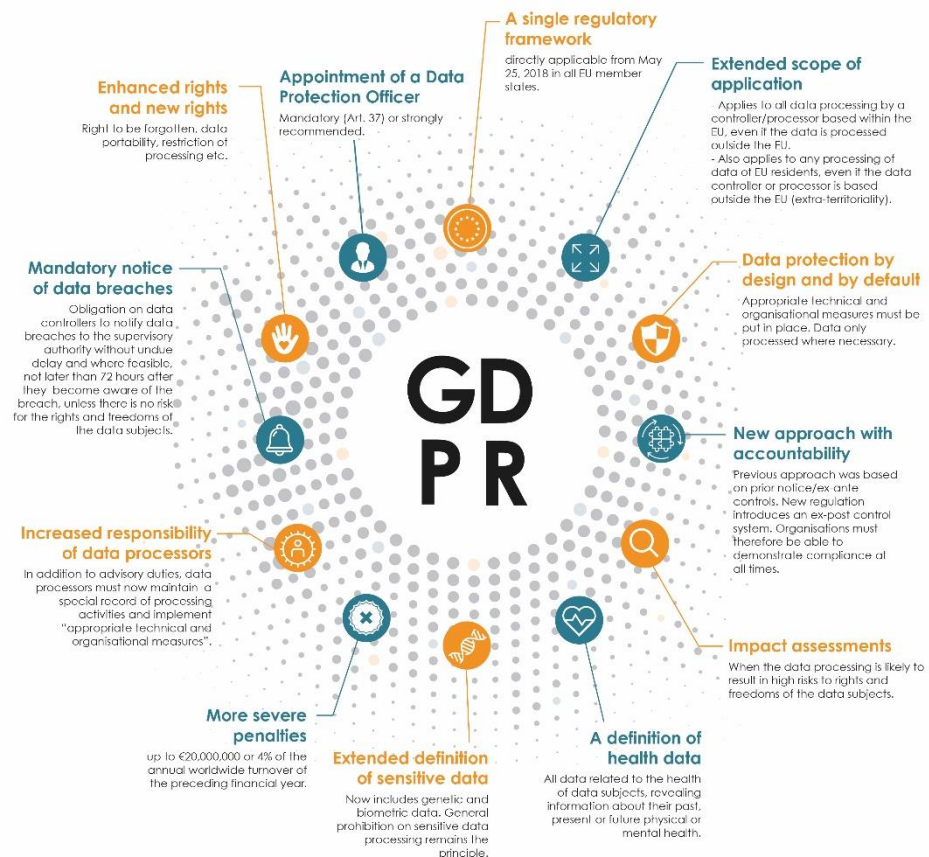 A single regulatory
framework
directly applicable from May
25, 2018 in all EU member
states.
Extended scope of
application
- Applies to all data processing by a
controller/processor based within the
EU, even if the data is processed
outside the EU.
- Also applies to any processing of
data of EU residents, even if the data
controller or processor is based
outside the EU (extra-territoriality).
Data protection by
design and by default
Appropriate technical and
organisational measures must be
put in place. Data only
processed where necessary.
New approach with
accountability
Previous approach was based
on prior notice/ex-ante
controls. New regulation
introduces an ex-post control
system. Organisations must
therefore be able to
demonstrate compliance at
all times.
Impact assessments
When the data processing is likely to
result in high risks to rights and
freedoms of the data subjects.
A definition of
health data
All data related to the health
of data subjects, revealing
information about their past,
present or future physical or
mental health.
Extended definition
of sensitive data
Now includes genetic and
biometric data. General
prohibition on sensitive data
processing remains the
principle.
More severe
penalties
up to €20,000,000 or 4% of the
annual worldwide turnover of
the preceding financial year.
Increased responsibility
of data processors
In addition to advisory duties, data
processors must now maintain a
special record of processing
activities and implement
"appropriate technical and
organisational measures".
Mandatory notice
of data breaches
Obligation on data
controllers to notify data
breaches to the supervisory
authority without undue
delay and where feasible,
not later than 72 hours after
they become aware of the
breach, unless there is no risk
for the rights and freedoms of
the data subjects.
Enhanced rights
and new rights
Right to be forgotten, data
portability, restriction of
processing etc.
Appointment of a Data
Protection Officer
Mandatory (Art. 37) or strongly
recommended.
GD
PR